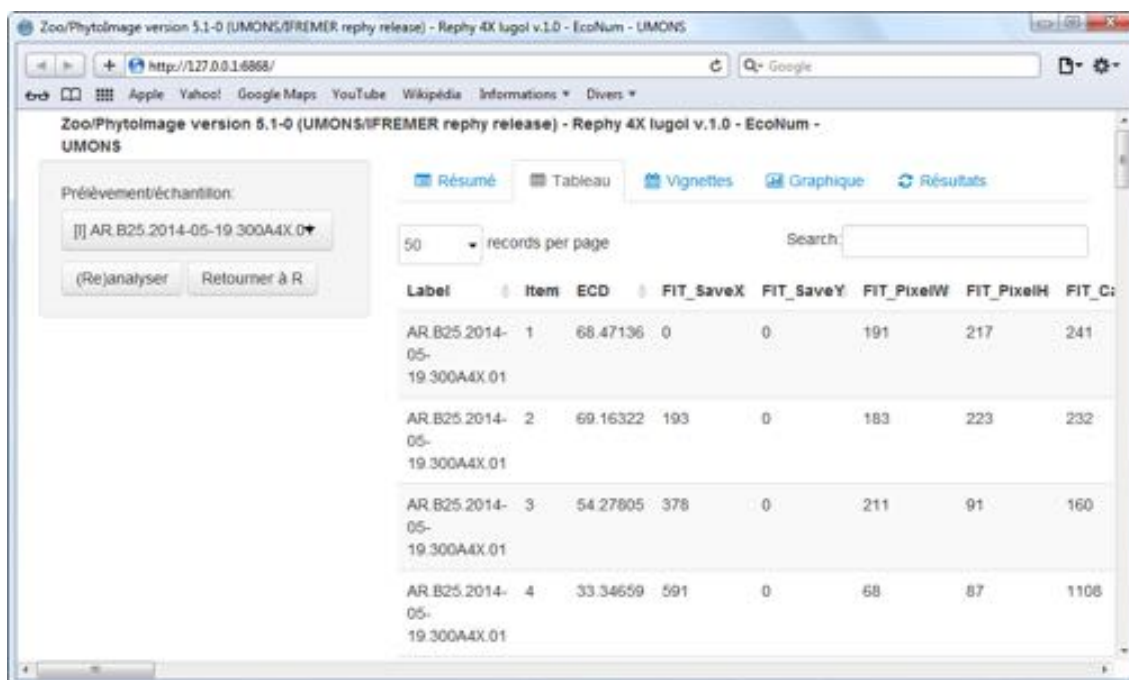 Zoo/PhytoImage version 5.1-0 (UMONS/IFREMER rephy release) - Rephy 4X lugol v.1.0 - EcoNum - UMONS
http://127.0.0.1:6868/
Google
Apple Yahoo! Google Maps YouTube Wikipédia Informations Divers
Zoo/PhytoImage version 5.1-0 (UMONS/IFREMER rephy release) - Rephy 4X lugol v.1.0 - EcoNum -
UMONS
Prélèvement/échantillon:
[I] AR.B25.2014-05-19.300A4X.0
(Re)analyser Retourner à R
Résumé Tableau Vignettes Graphique Résultats
50 records per page Search:
Label Item ECD FIT_SaveX FIT_SaveY FIT_PixelW FIT_PixelH FIT_Ca
AR.B25.2014- 1 68.47136 0 0 191 217 241
05-
19.300A4X.01
AR.B25.2014- 2 69.16322 193 0 183 223 232
05-
19.300A4X.01
AR.B25.2014- 3 54.27805 378 0 211 91 160
05-
19.300A4X.01
AR.B25.2014- 4 33.34659 591 0 68 87 1108
05-
19.300A4X.01